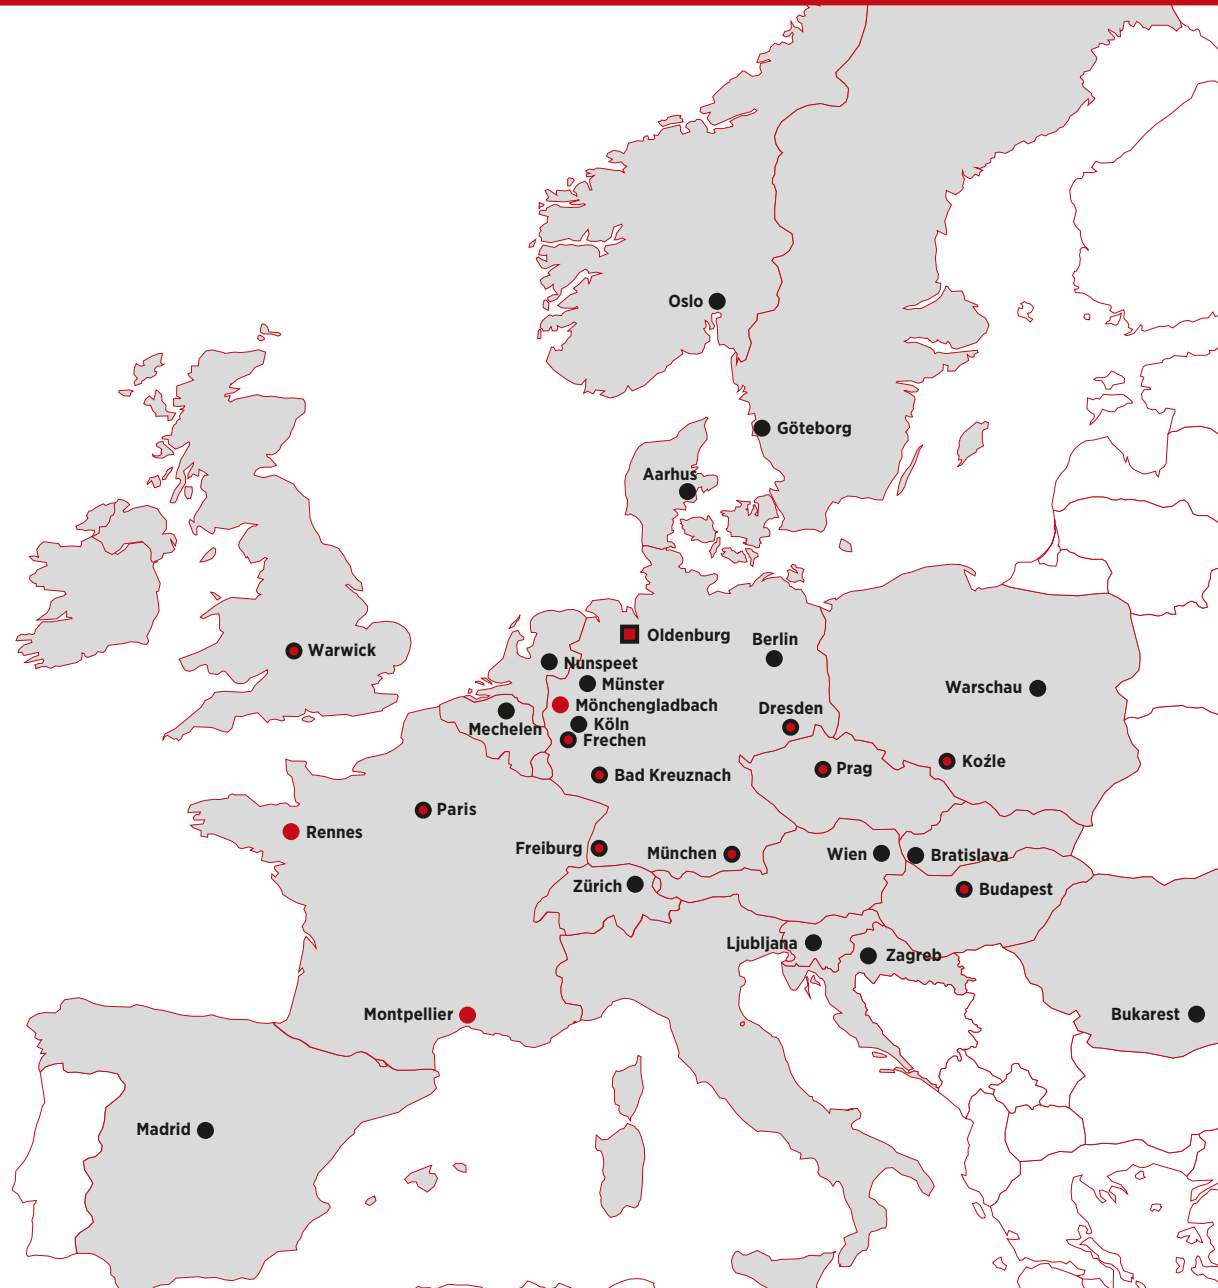 Oslo
Göteborg
Aarhus
Oldenburg
Berlin
Warwick
Nunspeet
Münster
Warschau
Mönchengladbach
Dresden
Köln
Mechelen
Frechen
Koźle
Prag
Bad Kreuznach
Paris
Rennes
Freiburg
München
Wien
Bratislava
Zürich
Budapest
Ljubljana
Zagreb
Montpellier
Bukarest
Madrid